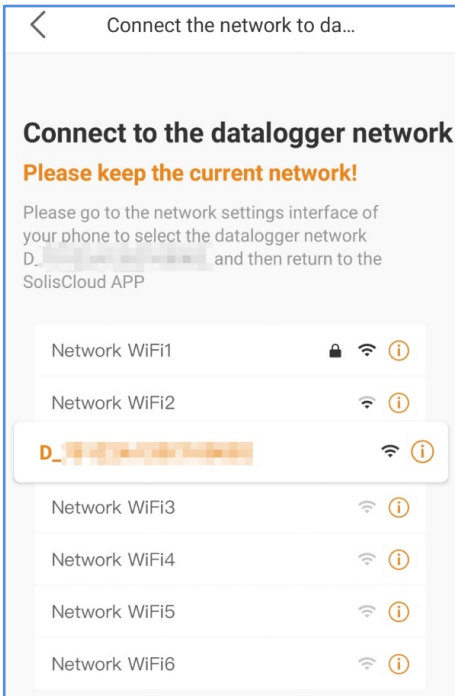 Connect the network to da...
Connect to the datalogger network
Please keep the current network!
Please go to the network settings interface of
your phone to select the datalogger network
D_ and then return to the
SolisCloud APP
Network WiFi1
Network WiFi2
D_
Network WiFi3
Network WiFi4
Network WiFi5
Network WiFi6